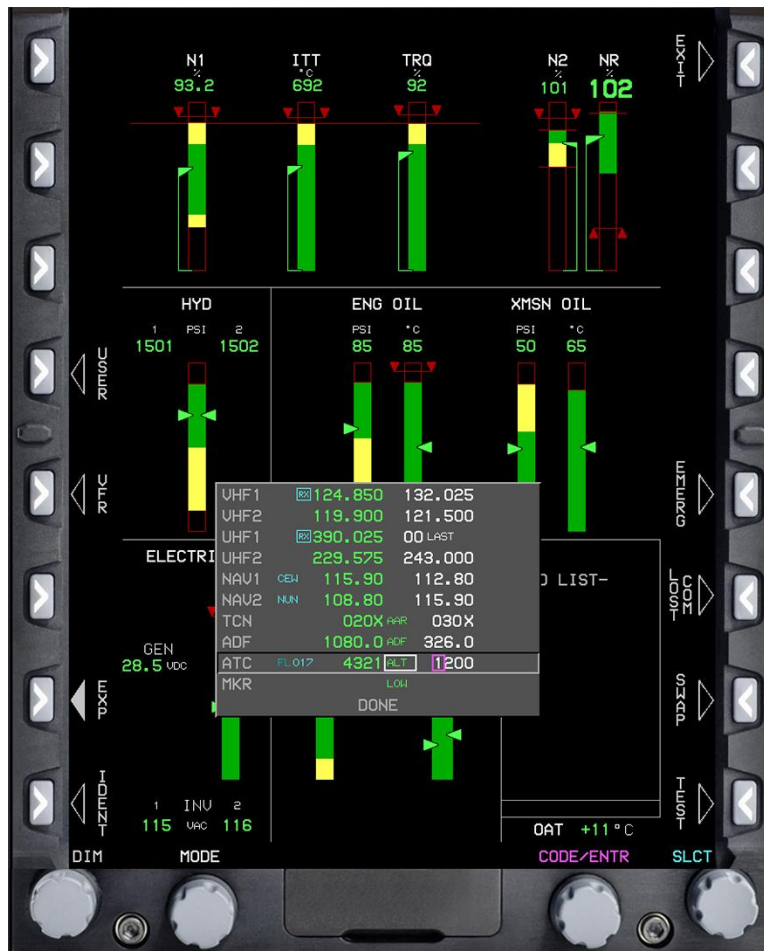 N1 ITT TRQ N2 NR
% °C % % %
93.2 692 92 101 102
EXIT
HYD ENG OIL XMSN OIL
1 PSI 2 PSI °C PSI °C
1501 1502 85 85 50 65
USER
VFR
EMERG
VHF1 RX 124.850 132.025
VHF2 119.900 121.500
UHF1 RX 390.025 00 LAST
UHF2 229.575 243.000
NAV1 CEW 115.90 112.80
NAV2 NUN 108.80 115.90
TCN 020X AAR 030X
ADF 1080.0 ADF 326.0
ATC FL017 4321 ALT 1200
MKR LOW
DONE
ELECTRI
LIST-
LOST COM
GEN
28.5 VDC
EXP
SWAP
IDENT
TEST
1 INV 2
115 VAC 116
OAT +11°C
DIM MODE CODE/ENTR SLCT